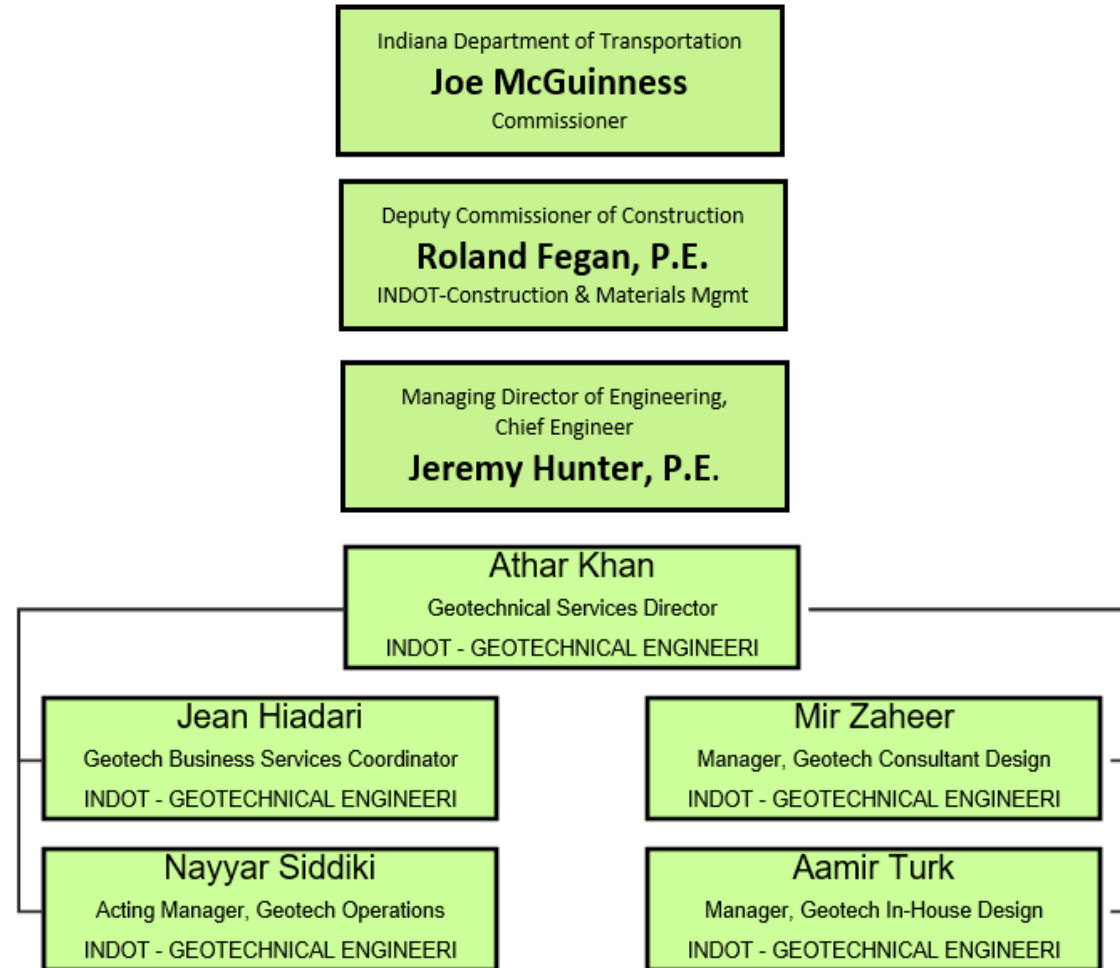 Indiana Department of Transportation
Joe McGuinness
Commissioner
Deputy Commissioner of Construction
Roland Fegan, P.E.
INDOT-Construction & Materials Mgmt
Managing Director of Engineering,
Chief Engineer
Jeremy Hunter, P.E.
Athar Khan
Geotechnical Services Director
INDOT - GEOTECHNICAL ENGINEERI
Jean Hiadari
Geotech Business Services Coordinator
INDOT - GEOTECHNICAL ENGINEERI
Mir Zaheer
Manager, Geotech Consultant Design
INDOT - GEOTECHNICAL ENGINEERI
Nayyar Siddiki
Acting Manager, Geotech Operations
INDOT - GEOTECHNICAL ENGINEERI
Aamir Turk
Manager, Geotech In-House Design
INDOT - GEOTECHNICAL ENGINEERI